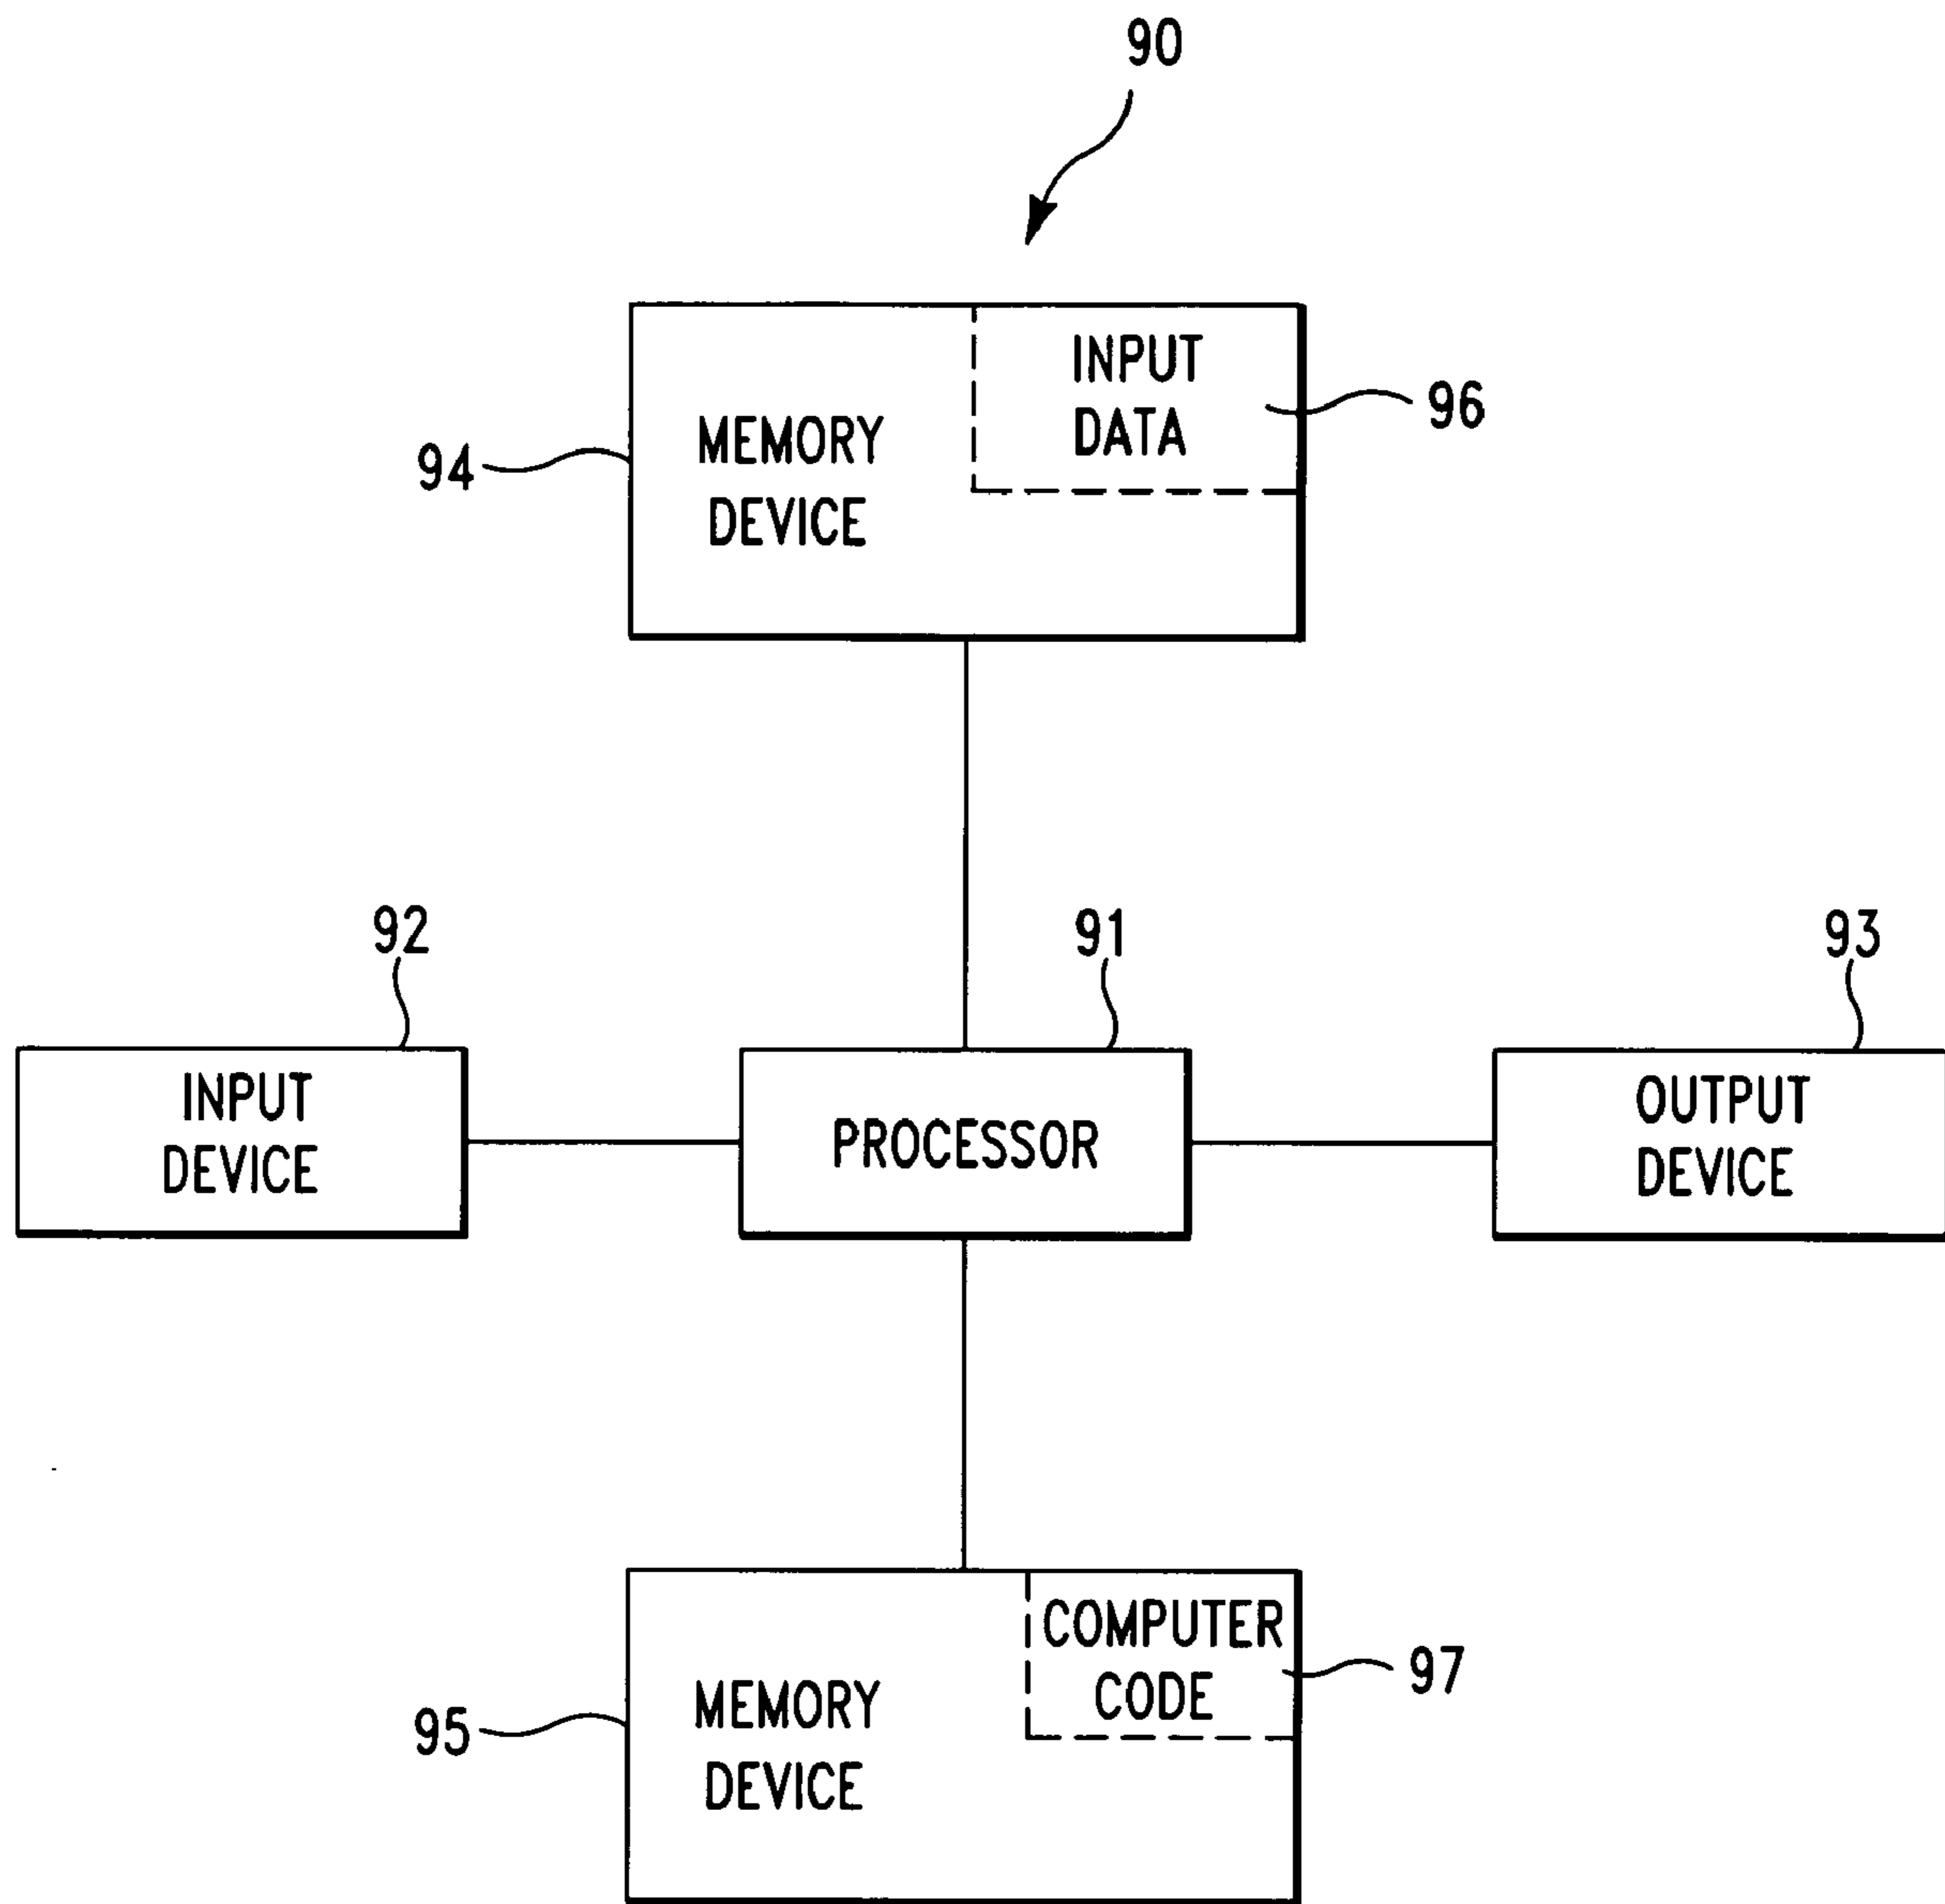 90
INPUT
DATA
96
MEMORY
DEVICE
94
92
91
93
INPUT
DEVICE
PROCESSOR
OUTPUT
DEVICE
COMPUTER
CODE
97
MEMORY
DEVICE
95